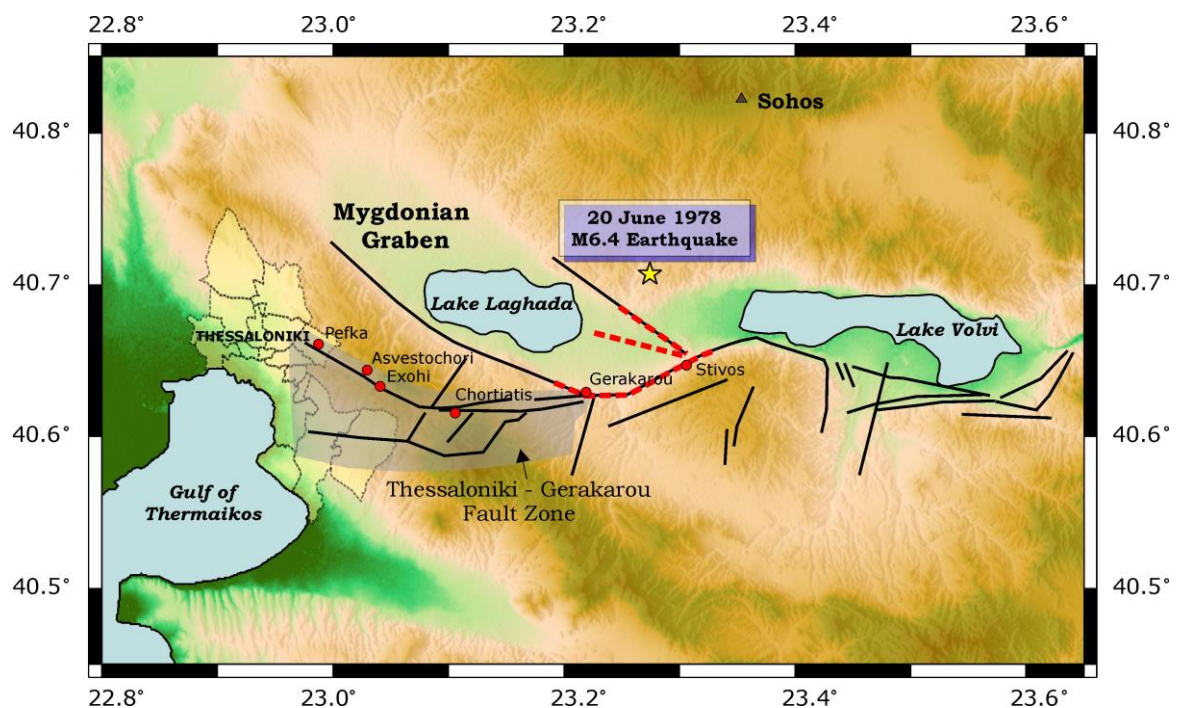 22.8° 23.0° 23.2° 23.4° 23.6°
40.8° 40.8°
Sohos
Mygdonian
Graben
20 June 1978
M6.4 Earthquake
40.7° 40.7°
Lake Laghada
Lake Volvi
THESSALONIKI
Pefka
Asvestochori
Exohi
Stivos
Gerakarou
Chortiatis
40.6° 40.6°
Thessaloniki - Gerakarou
Fault Zone
Gulf of
Thermaikos
40.5° 40.5°
22.8° 23.0° 23.2° 23.4° 23.6°